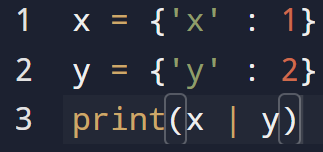 1 x = {'x' : 1}
2 y = {'y' : 2}
3 print(x | y)